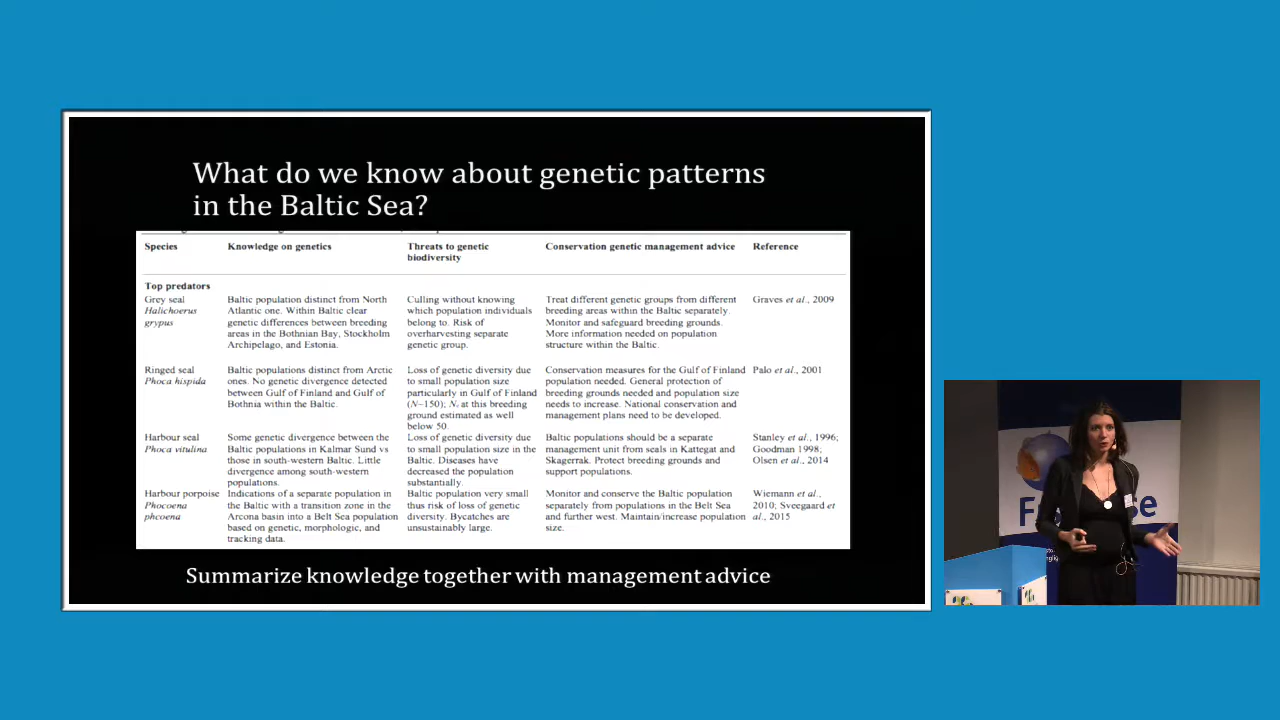 What do we know about genetic patterns
in the Baltic Sea?
Species Knowledge on genetics Threats to genetic biodiversity Conservation genetic management advice Reference
Top predators
Grey seal
Halichoerus
grypus
Baltic population distinct from North
Atlantic one. Within Baltic clear
genetic differences between breeding
areas in the Bothnian Bay, Stockholm
Archipelago, and Estonia.
Culling without knowing
which population individuals
belong to. Risk of
overharvesting separate
genetic group.
Treat different genetic groups from different
breeding areas within the Baltic separately.
Monitor and safeguard breeding grounds.
More information needed on population
structure within the Baltic.
Graves et al., 2009
Ringed seal
Phoca hispida
Baltic populations distinct from Arctic
ones. No genetic divergence detected
between Gulf of Finland and Gulf of
Bothnia within the Baltic.
Loss of genetic diversity due
to small population size
particularly in Gulf of Finland
(N~150); Ne at this breeding
ground estimated as well
below 50.
Conservation measures for the Gulf of Finland
population needed. General protection of
breeding grounds needed and population size
needs to increase. National conservation and
management plans need to be developed.
Palo et al., 2001
Harbour seal
Phoca vitulina
Some genetic divergence between the
Baltic populations in Kalmar Sund vs
those in south-western Baltic. Little
divergence among south-western
populations.
Loss of genetic diversity due
to small population size in the
Baltic. Diseases have
decreased the population
substantially.
Baltic populations should be a separate
management unit from seals in Kattegat and
Skagerrak. Protect breeding grounds and
support populations.
Stanley et al., 1996;
Goodman 1998;
Olsen et al., 2014
Harbour porpoise
Phocoena
phcoena
Indications of a separate population in
the Baltic with a transition zone in the
Arcona basin into a Belt Sea population
based on genetic, morphologic, and
tracking data.
Baltic population very small
thus risk of loss of genetic
diversity. Bycatches are
unsustainably large.
Monitor and conserve the Baltic population
separately from populations in the Belt Sea
and further west. Maintain/increase population
size.
Wiemann et al.,
2010; Sveegaard et
al., 2015
Summarize knowledge together with management advice